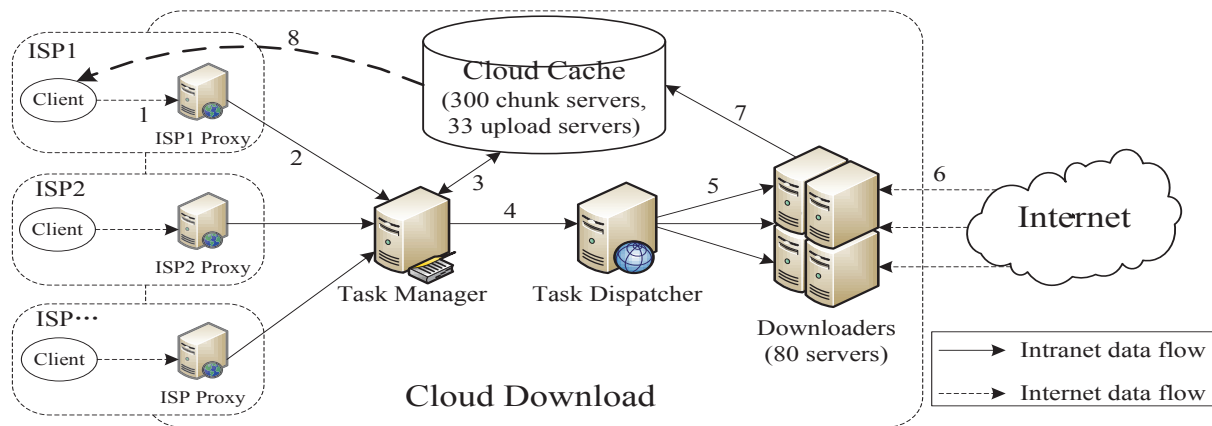 ISP1
Client
1
ISP1 Proxy
2
8
Cloud Cache
(300 chunk servers,
33 upload servers)
7
3
ISP2
Client
ISP2 Proxy
Task Manager
4
Task Dispatcher
5
6
Internet
Downloaders
(80 servers)
ISP…
Client
ISP Proxy
Cloud Download
Intranet data flow
Internet data flow